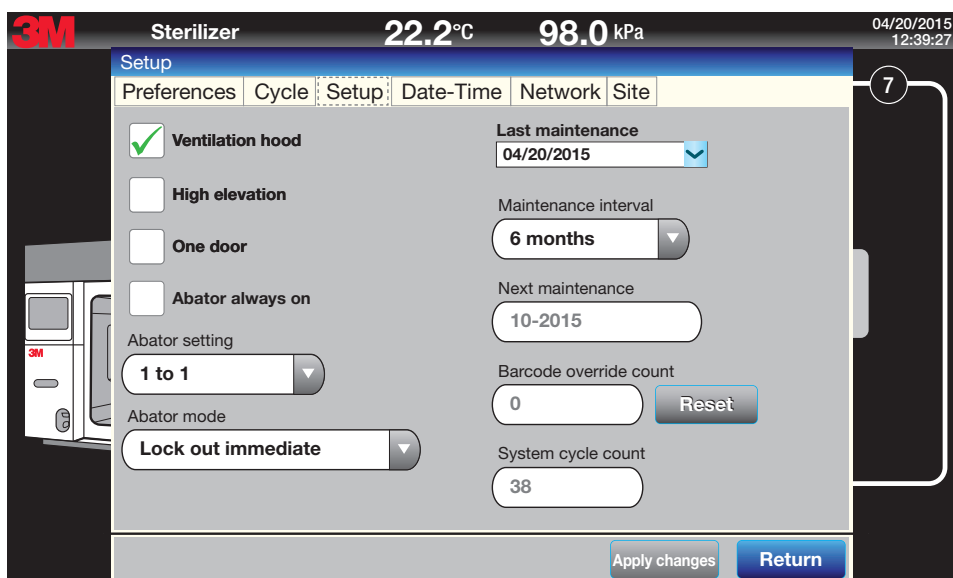 3M Sterilizer 22.2°C 98.0 kPa 04/20/2015
12:39:27
Setup
Preferences Cycle Setup Date-Time Network Site
7
Ventilation hood
High elevation
One door
Abator always on
Abator setting
1 to 1
Abator mode
Lock out immediate
Last maintenance
04/20/2015
Maintenance interval
6 months
Next maintenance
10-2015
Barcode override count
0 Reset
System cycle count
38
3M
Apply changes Return